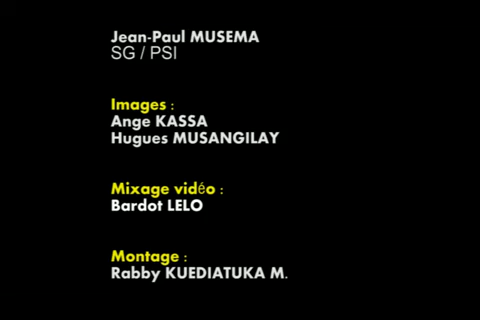 Jean-Paul MUSEMA
SG / PSI
Images :
Ange KASSA
Hugues MUSANGILAY
Mixage vidéo :
Bardot LELO
Montage :
Rabby KUEDIATUKA M.